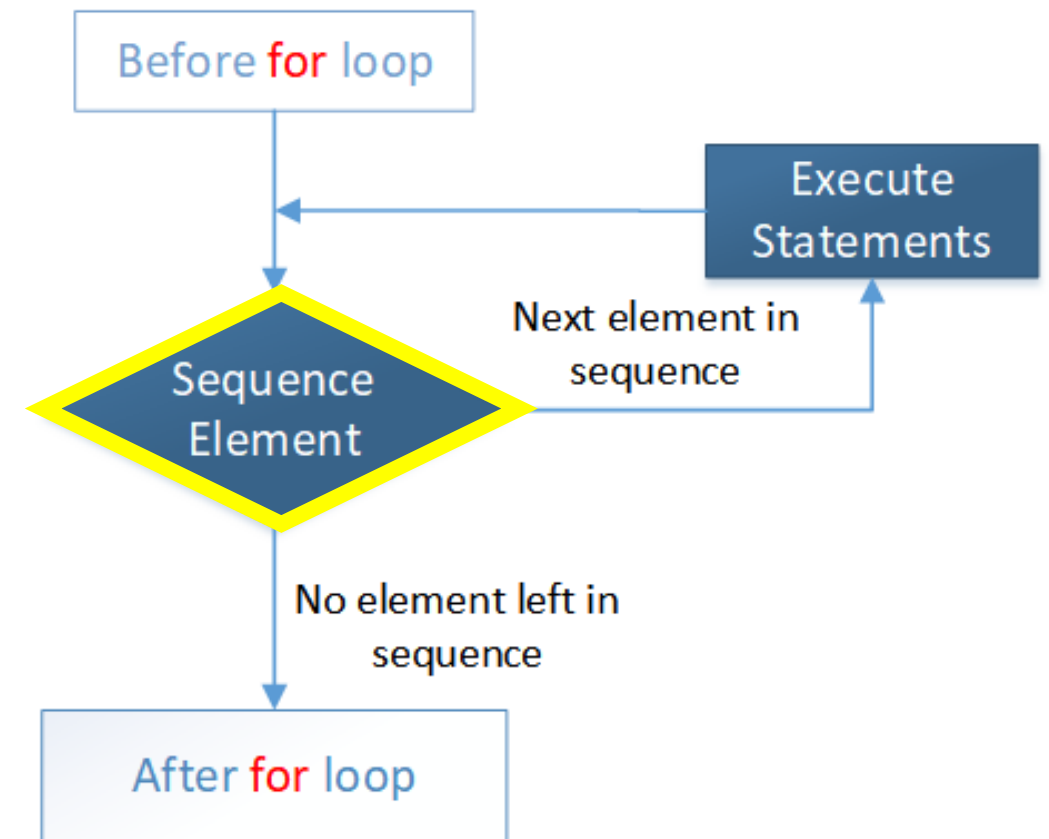 Before for loop
Execute
Statements
Next element in
sequence
Sequence
Element
No element left in
sequence
After for loop